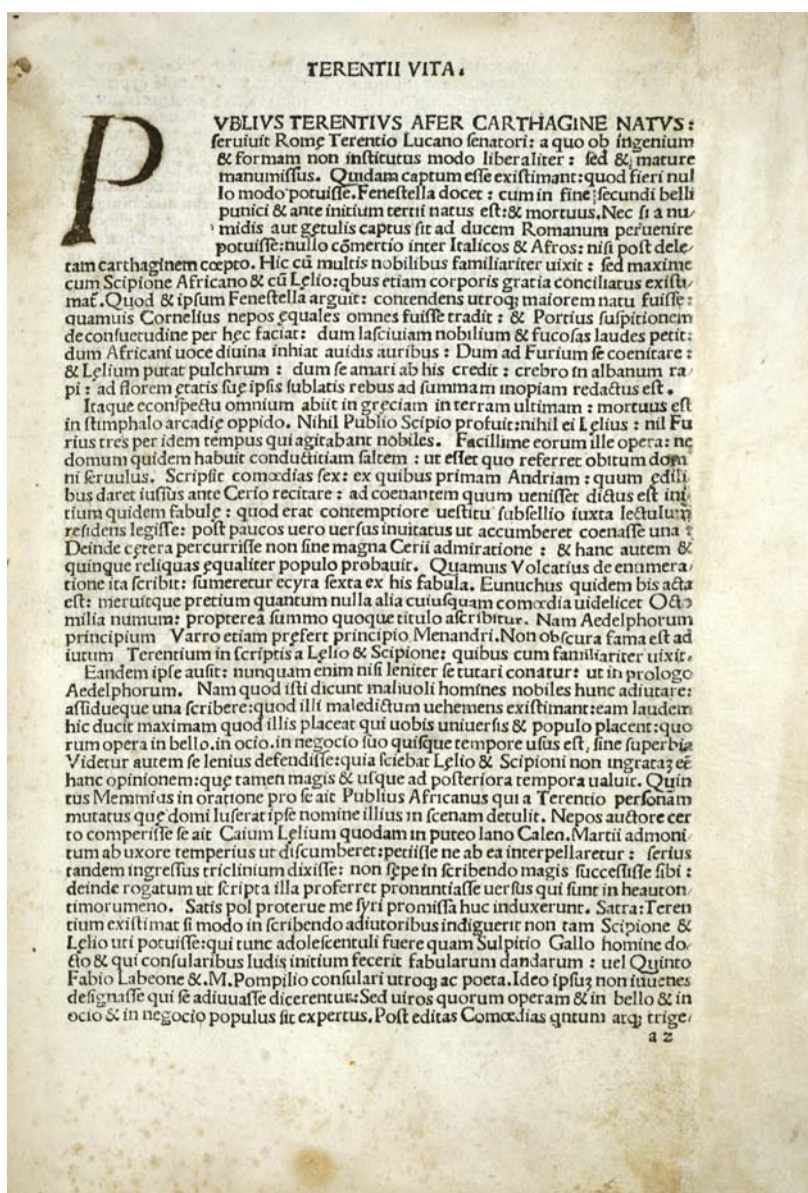 TERENTII VITA.
PVBLIVS TERENTIVS AFER CARTHAGINE NATVS:
ſeruiuit Romę Terentio Lucano ſenatori: a quo ob ingenium
& formam non inſtitutus modo liberaliter: ſed & mature
manumiſſus. Quidam captum eſſe exiſtimant: quod fieri nul
lo modo potuiſſe. Feneſtella docet: cum in fine ſecundi belli
punici & ante initium tertii natus eſt: & mortuus. Nec ſi a nu/
midis aut getulis captus ſit ad ducem Romanum peruenire
potuiſſe: nullo cōmertio inter Italicos & Afros: niſi poſt dele/
tam carthaginem cœpto. Hic cū multis nobilibus familiariter uixit: ſed maxime
cum Scipione Africano & cū Lęlio: qbus etiam corporis gratia conciliatus exiſti/
mat̃. Quod & ipſum Feneſtella arguit: contendens utroq; maiorem natu fuiſſe:
quamuis Cornelius nepos ęquales omnes fuiſſe tradit: & Portius ſuſpitionem
de conſuetudine per hęc faciat: dum laſciuiam nobilium & fucoſas laudes petit:
dum Africani uoce diuina inhiat auidis auribus: Dum ad Furium ſe coenitare:
& Lęlium putat pulchrum: dum ſe amari ab his credit: crebro in albanum ra/
pi: ad florem ętatis ſuę ipſis ſublatis rebus ad ſummam inopiam redactus eſt.
Itaque econſpectu omnium abiit in gręciam in terram ultimam: mortuus eſt
in ſtimphalo arcadię oppido. Nihil Publio Scipio profuit: nihil ei Lęlius: nil Fu
rius tres per idem tempus qui agitabant nobiles. Facillime eorum ille opera: ne
domum quidem habuit conductitiam ſaltem: ut eſſet quo referret obitum domi
ni ſeruulus. Scripſit comœdias ſex: ex quibus primam Andriam: quum ędili/
bus daret iuſſus ante Cerio recitare: ad coenantem quum ueniſſet dictus eſt ini/
tium quidem fabulę: quod erat contemptiore ueſtitu ſubſellio iuxta lectulum
reſidens legiſſe: poſt paucos uero uerſus inuitatus ut accumberet coenaſſe una:
Deinde cętera percurriſſe non ſine magna Cerii admiratione: & hanc autem &
quinque reliquas ęqualiter populo probauit. Quamuis Volcatius de enumera/
tione ita ſcribit: ſumeretur ecyra ſexta ex his fabula. Eunuchus quidem bis acta
eſt: meruitque pretium quantum nulla alia cuiuſquam comœdia uidelicet Octo
milia numum: propterea ſummo quoque titulo aſcribitur. Nam Aedelphorum
principium Varro etiam pręfert principio Menandri. Non obſcura fama eſt ad
iutum Terentium in ſcriptis a Lęlio & Scipione: quibus cum familiariter uixit.
Eandem ipſe auſit: nunquam enim niſi leniter ſe tutari conatur: ut in prologo
Aedelphorum. Nam quod iſti dicunt maliuoli homines nobiles hunc adiutare:
aſſidueque una ſcribere: quod illi maledictum uehemens exiſtimant: eam laudem
hic ducit maximam quod illis placeat qui uobis uniuerſis & populo placent: quo
rum opera in bello. in ocio. in negocio ſuo quiſque tempore uſus eſt, ſine ſuperbia
Videtur autem ſe lenius defendiſſe: quia ſciebat Lęlio & Scipioni non ingrataȝ eē
hanc opinionem: quę tamen magis & uſque ad poſteriora tempora ualuit. Quin
tus Memmius in oratione pro ſe ait Publius Africanus qui a Terentio perſonam
mutatus quę domi luſerat ipſe nomine illius in ſcenam detulit. Nepos auctore cer
to comperiſſe ſe ait Caium Lęlium quodam in puteolano Calen. Martii admoni
tum ab uxore temperius ut diſcumberet: petiiſſe ne ab ea interpellaretur: ſerius
tandem ingreſſus triclinium dixiſſe: non ſępe in ſcribendo magis ſucceſſiſſe ſibi:
deinde rogatum ut ſcripta illa proferret pronuntiaſſe uerſus qui ſunt in heauton/
timorumeno. Satis pol proterue me ſyri promiſſa huc induxerunt. Satra: Teren
tium exiſtimat ſi modo in ſcribendo adiutoribus indiguerit non tam Scipione &
Lęlio uti potuiſſe: qui tunc adoleſcentuli fuere quam Sulpitio Gallo homine do/
cto & qui conſularibus ludis initium fecerit fabularum dandarum: uel Quinto
Fabio Labeone &. M. Pompilio conſulari utroq; ac poeta. Ideo ipſuȝ non iuuenes
deſignaſſe qui ſe adiuuaſſe dicerentur: Sed uiros quorum operam & in bello & in
ocio & in negocio populus ſit expertus. Poſt editas Comœdias qntum atq; trige/
a 2